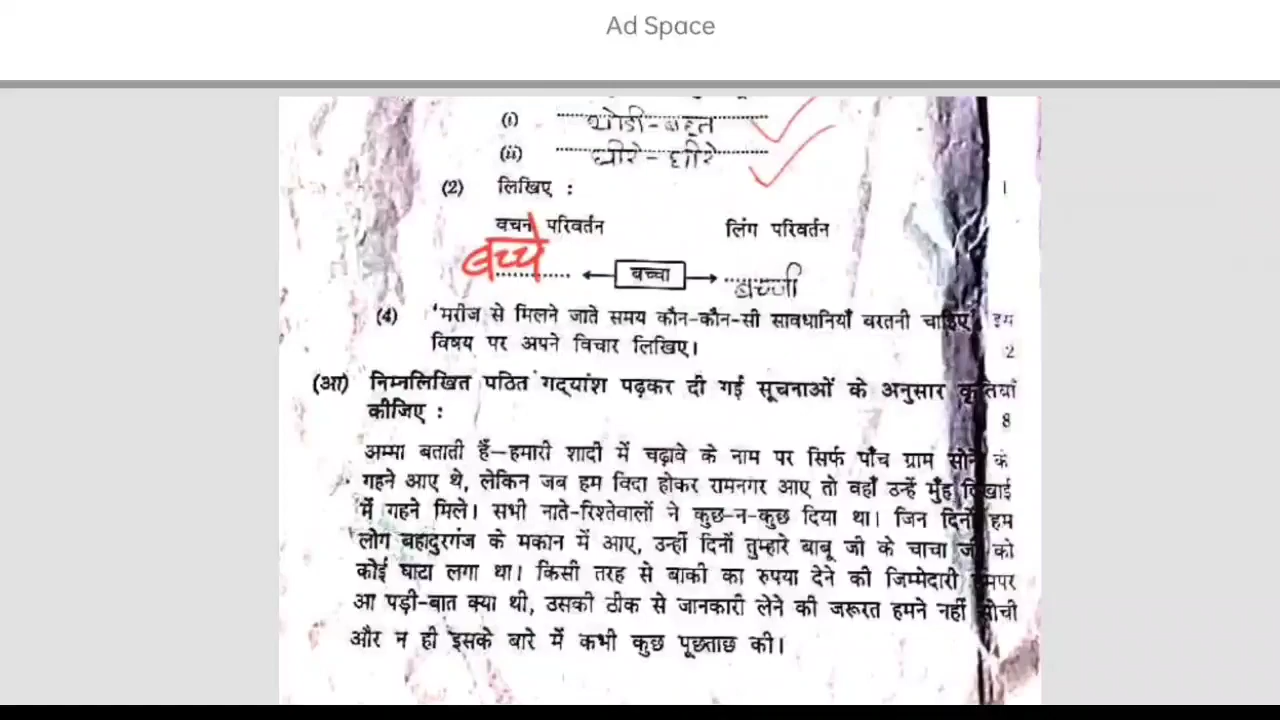 Ad Space
(i) थोडी-बहूत
(ii) धीरे-धीरे
(2) लिखिए : 1
वचन परिवर्तन लिंग परिवर्तन
बच्चे ← बच्चा → बच्ची
(4) 'मरीज से मिलने जाते समय कौन-कौन-सी सावधानियाँ बरतनी चाहिए' इस
विषय पर अपने विचार लिखिए। 2
(आ) निम्नलिखित पठित गद्यांश पढ़कर दी गई सूचनाओं के अनुसार कृतियाँ
कीजिए : 8
अम्मा बताती हैं-हमारी शादी में चढ़ावे के नाम पर सिर्फ पाँच ग्राम सोने के
गहने आए थे, लेकिन जब हम विदा होकर रामनगर आए तो वहाँ उन्हें मुँह दिखाई
में गहने मिले। सभी नाते-रिश्तेवालों ने कुछ-न-कुछ दिया था। जिन दिनों हम
लोग बहादुरगंज के मकान में आए, उन्हीं दिनों तुम्हारे बाबू जी के चाचा जी को
कोई घाटा लगा था। किसी तरह से बाकी का रुपया देने की जिम्मेदारी हमपर
आ पड़ी-बात क्या थी, उसकी ठीक से जानकारी लेने की जरूरत हमने नहीं सोची
और न ही इसके बारे में कभी कुछ पूछताछ की।